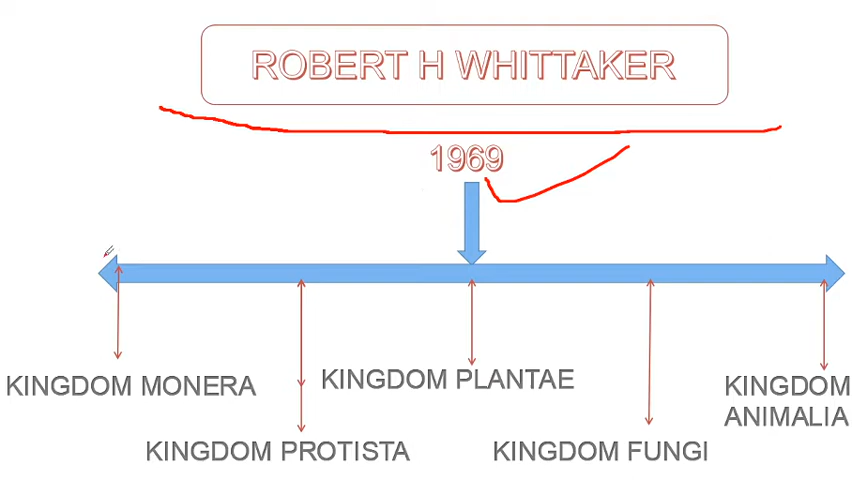 ROBERT H WHITTAKER
1969
KINGDOM MONERA
KINGDOM PROTISTA
KINGDOM PLANTAE
KINGDOM FUNGI
KINGDOM
ANIMALIA